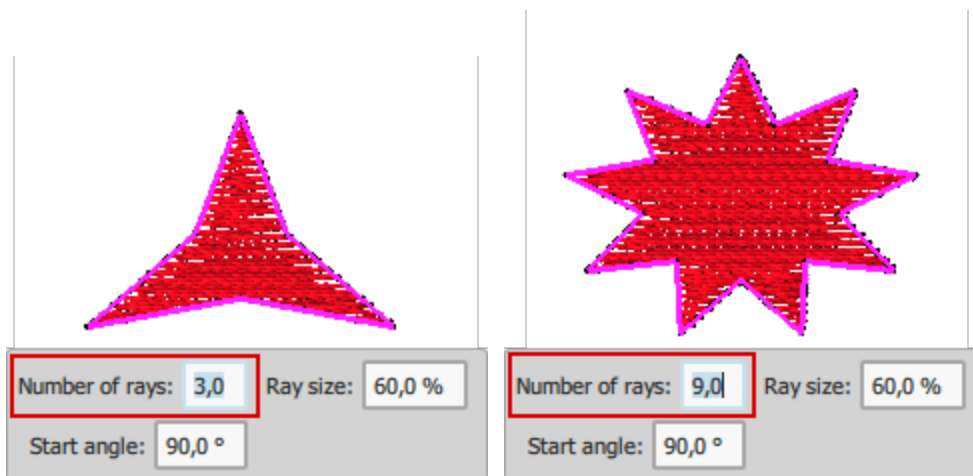 Number of rays: 3,0 Ray size: 60,0 %
Start angle: 90,0 °
Number of rays: 9,0 Ray size: 60,0 %
Start angle: 90,0 °